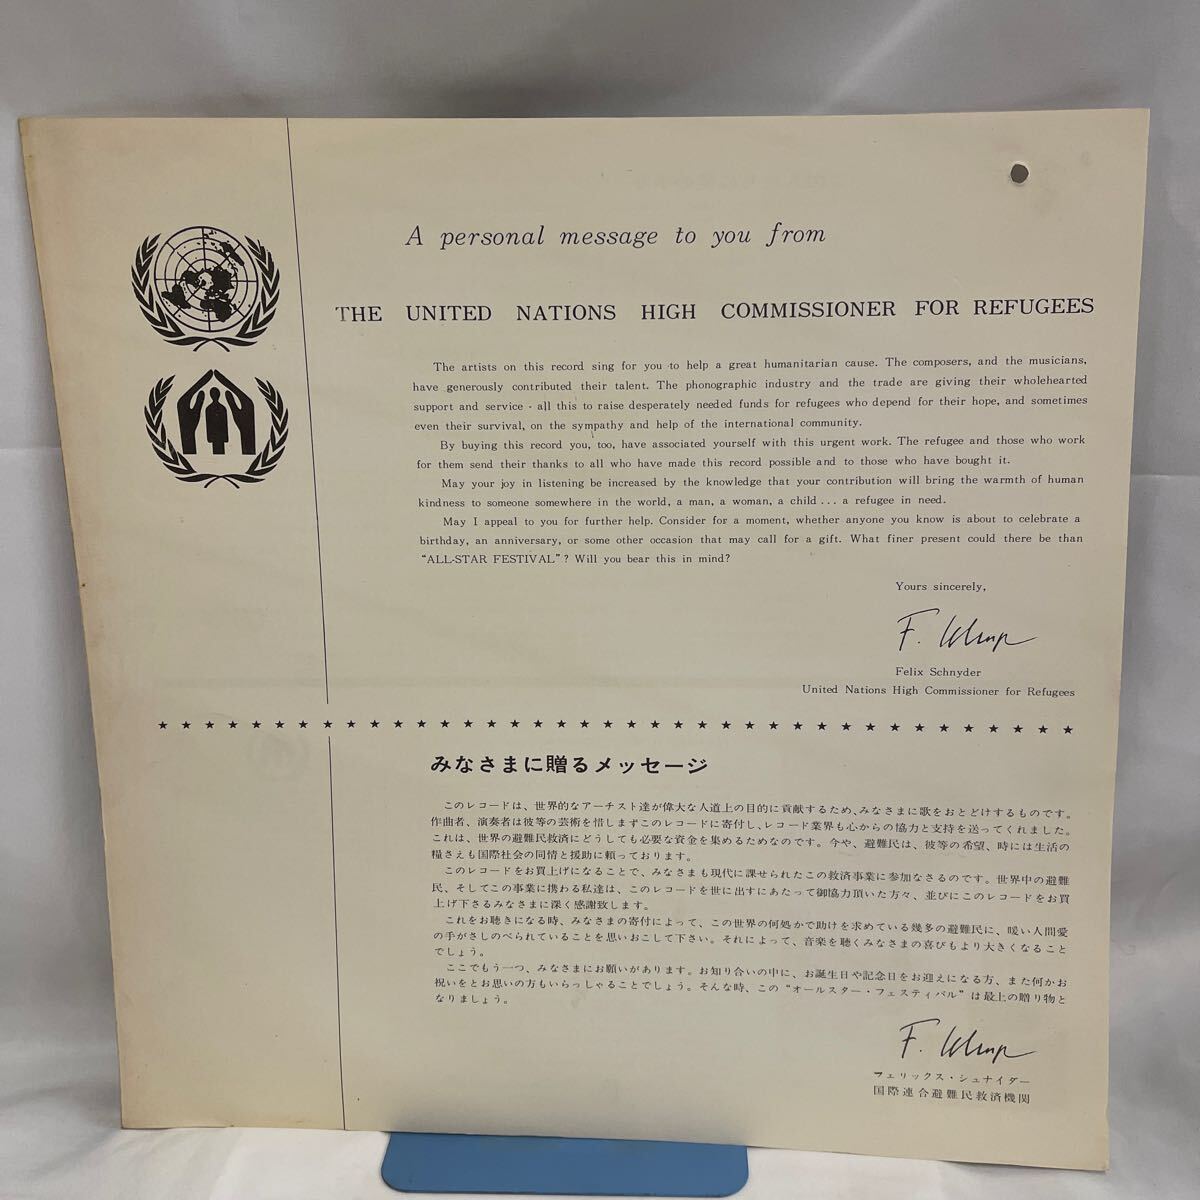 A personal message to you from
THE UNITED NATIONS HIGH COMMISSIONER FOR REFUGEES
The artists on this record sing for you to help a great humanitarian cause. The composers, and the musicians,
have generously contributed their talent. The phonographic industry and the trade are giving their wholehearted
support and service - all this to raise desperately needed funds for refugees who depend for their hope, and sometimes
even their survival, on the sympathy and help of the international community.
By buying this record you, too, have associated yourself with this urgent work. The refugee and those who work
for them send their thanks to all who have made this record possible and to those who have bought it.
May your joy in listening be increased by the knowledge that your contribution will bring the warmth of human
kindness to someone somewhere in the world, a man, a woman, a child ... a refugee in need.
May I appeal to you for further help. Consider for a moment, whether anyone you know is about to celebrate a
birthday, an anniversary, or some other occasion that may call for a gift. What finer present could there be than
“ALL-STAR FESTIVAL”? Will you bear this in mind?
Yours sincerely,
Felix Schnyder
United Nations High Commissioner for Refugees
みなさまに贈るメッセージ
このレコードは、世界的なアーチスト達が偉大な人道上の目的に貢献するため、みなさまに歌をおとどけするものです。
作曲者、演奏者は彼等の芸術を惜しまずこのレコードに寄付し、レコード業界も心からの協力と支持を送ってくれました。
これは、世界の避難民救済にどうしても必要な資金を集めるためなのです。今や、避難民は、彼等の希望、時には生活の
糧さえも国際社会の同情と援助に頼っております。
このレコードをお買上げになることで、みなさまも現代に課せられたこの救済事業に参加なさるのです。世界中の避難
民、そしてこの事業に携わる私達は、このレコードを世に出すにあたって御協力頂いた方々、並びにこのレコードをお買
上げ下さるみなさまに深く感謝致します。
これをお聴きになる時、みなさまの寄付によって、この世界の何処かで助けを求めている幾多の避難民に、暖い人間愛
の手がさしのべられていることを思いおこして下さい。それによって、音楽を聴くみなさまの喜びもより大きくなること
でしょう。
ここでもう一つ、みなさまにお願いがあります。お知り合いの中に、お誕生日や記念日をお迎えになる方、また何かお
祝いをとお思いの方もいらっしゃることでしょう。そんな時、この“オールスター・フェスティバル”は最上の贈り物と
なりましょう。
フェリックス・シュナイダー
国際連合避難民救済機関